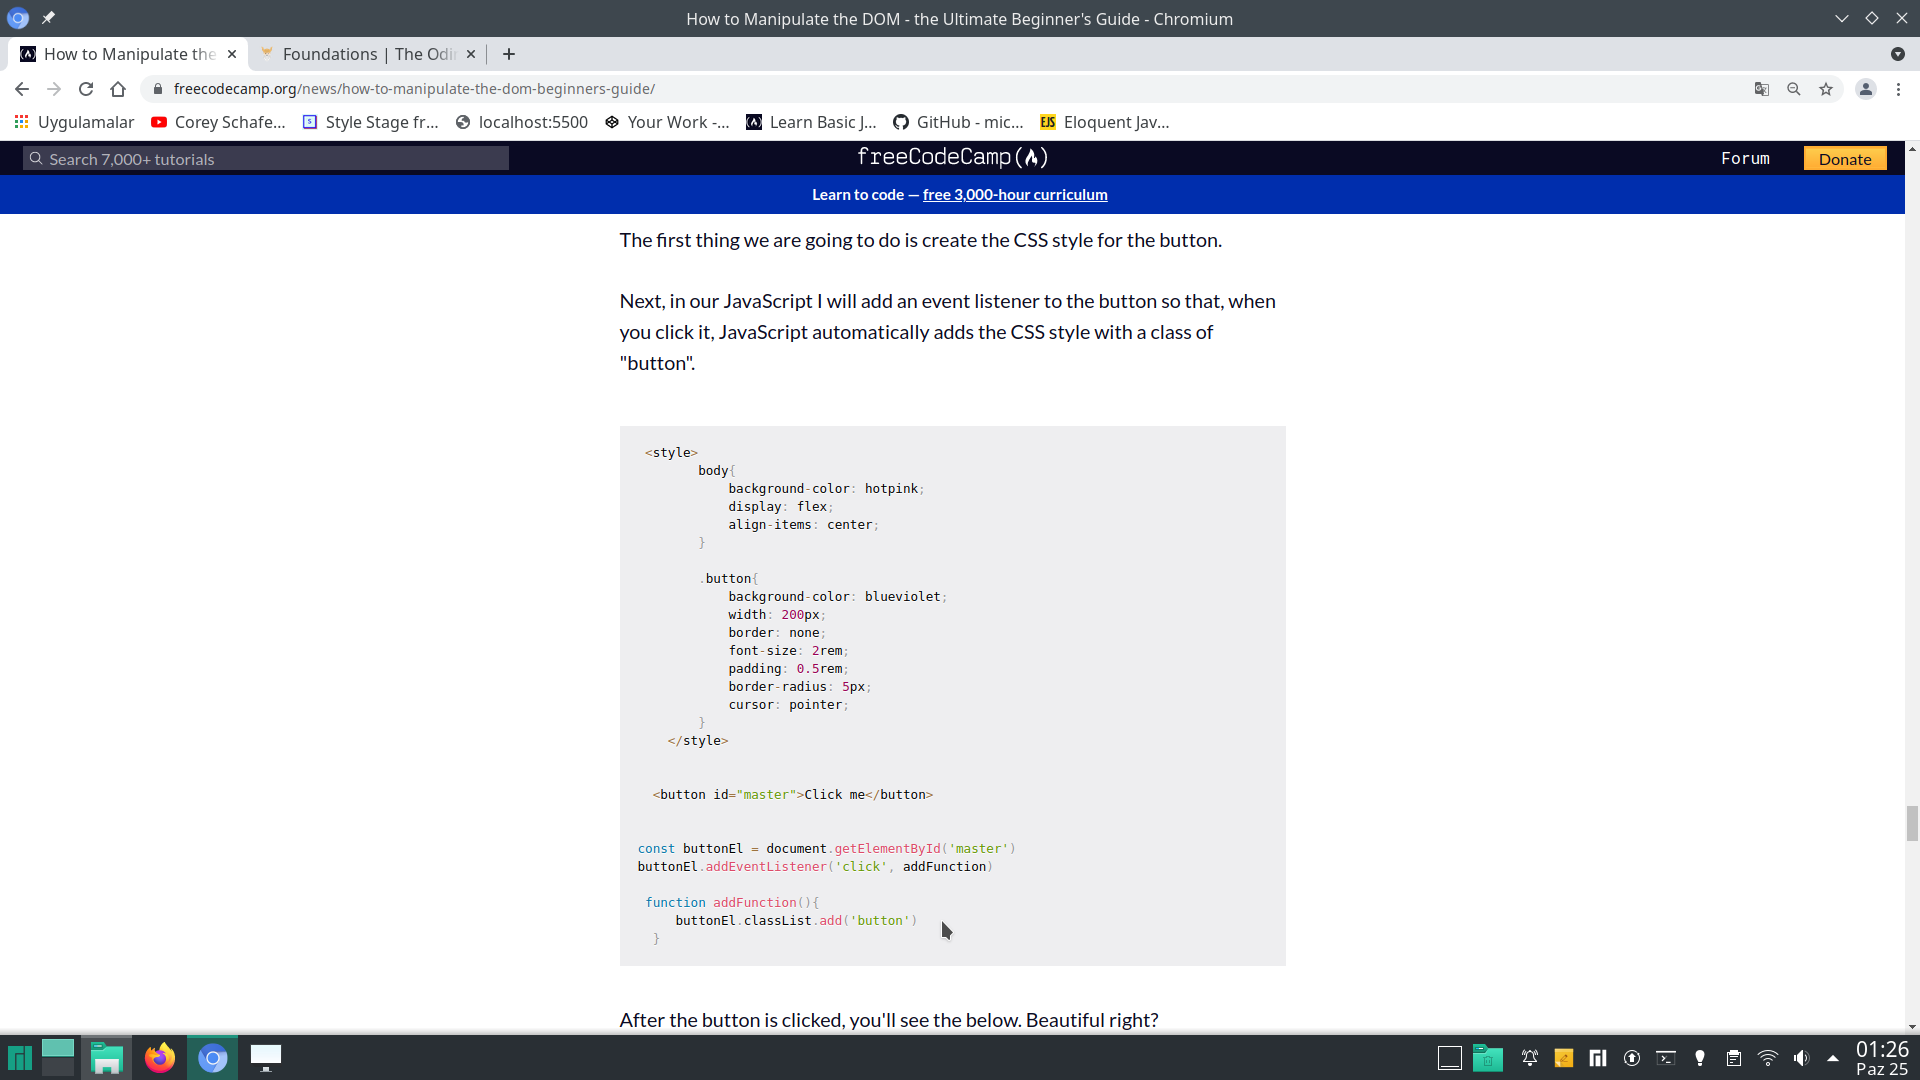 How to Manipulate the DOM - the Ultimate Beginner's Guide - Chromium
How to Manipulate the
Foundations | The Odi
freecodecamp.org/news/how-to-manipulate-the-dom-beginners-guide/
Uygulamalar
Corey Schafe...
Style Stage fr...
localhost:5500
Your Work -...
Learn Basic J...
GitHub - mic...
EJS
Eloquent Jav...
Search 7,000+ tutorials
freeCodeCamp
Forum
Donate
Learn to code — free 3,000-hour curriculum
The first thing we are going to do is create the CSS style for the button.
Next, in our JavaScript I will add an event listener to the button so that, when
you click it, JavaScript automatically adds the CSS style with a class of
"button".
<style>
body{
background-color: hotpink;
display: flex;
align-items: center;
}
.button{
background-color: blueviolet;
width: 200px;
border: none;
font-size: 2rem;
padding: 0.5rem;
border-radius: 5px;
cursor: pointer;
}
</style>
<button id="master">Click me</button>
const buttonEl = document.getElementById('master')
buttonEl.addEventListener('click', addFunction)
function addFunction(){
buttonEl.classList.add('button')
}
After the button is clicked, you'll see the below. Beautiful right?
01:26
Paz 25